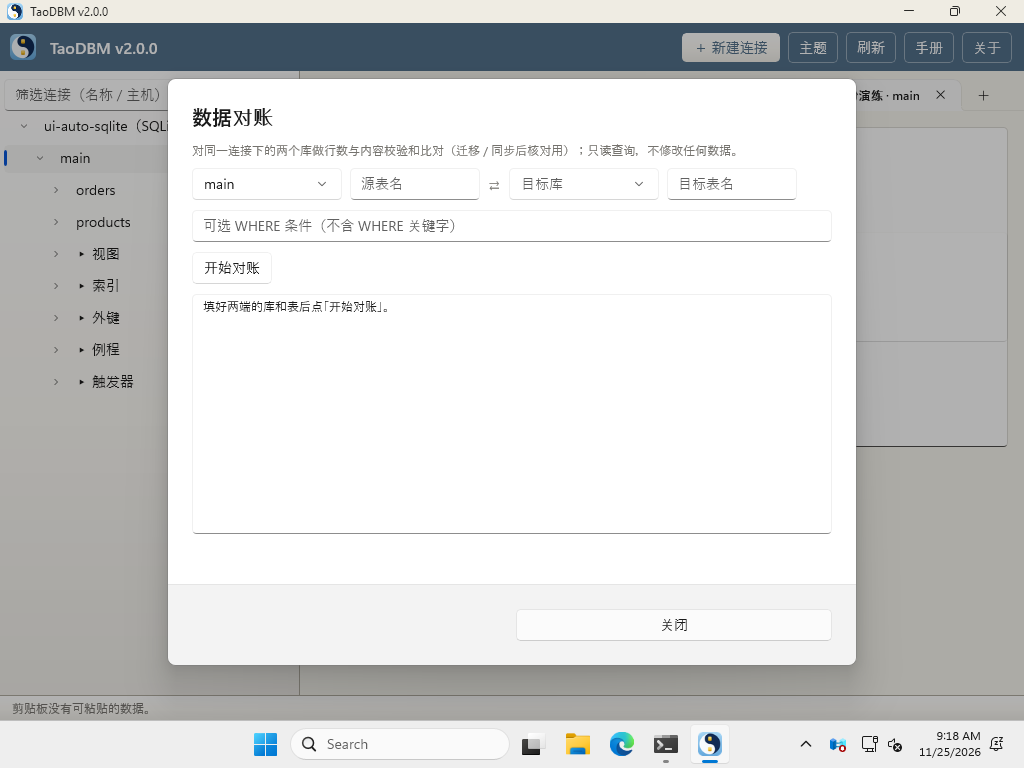 TaoDBM v2.0.0
TaoDBM v2.0.0
+ 新建连接
主题
刷新
手册
关于
筛选连接（名称 / 主机）
演练 · main
ui-auto-sqlite（SQLi
main
orders
products
视图
索引
外键
例程
触发器
数据对账
对同一连接下的两个库做行数与内容校验和比对（迁移 / 同步后核对用）；只读查询，不修改任何数据。
main
源表名
⇄
目标库
目标表名
可选 WHERE 条件（不含 WHERE 关键字）
开始对账
填好两端的库和表后点「开始对账」。
关闭
剪贴板没有可粘贴的数据。
Search
9:18 AM
11/25/2026